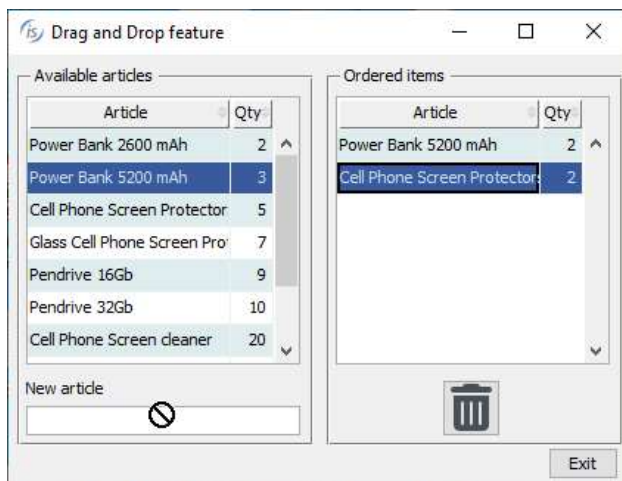 is Drag and Drop feature
Available articles
Article Qty
Power Bank 2600 mAh 2
Power Bank 5200 mAh 3
Cell Phone Screen Protector 5
Glass Cell Phone Screen Pro 7
Pendrive 16Gb 9
Pendrive 32Gb 10
Cell Phone Screen cleaner 20
New article
Ordered items
Article Qty
Power Bank 5200 mAh 2
Cell Phone Screen Protectors 2
Exit